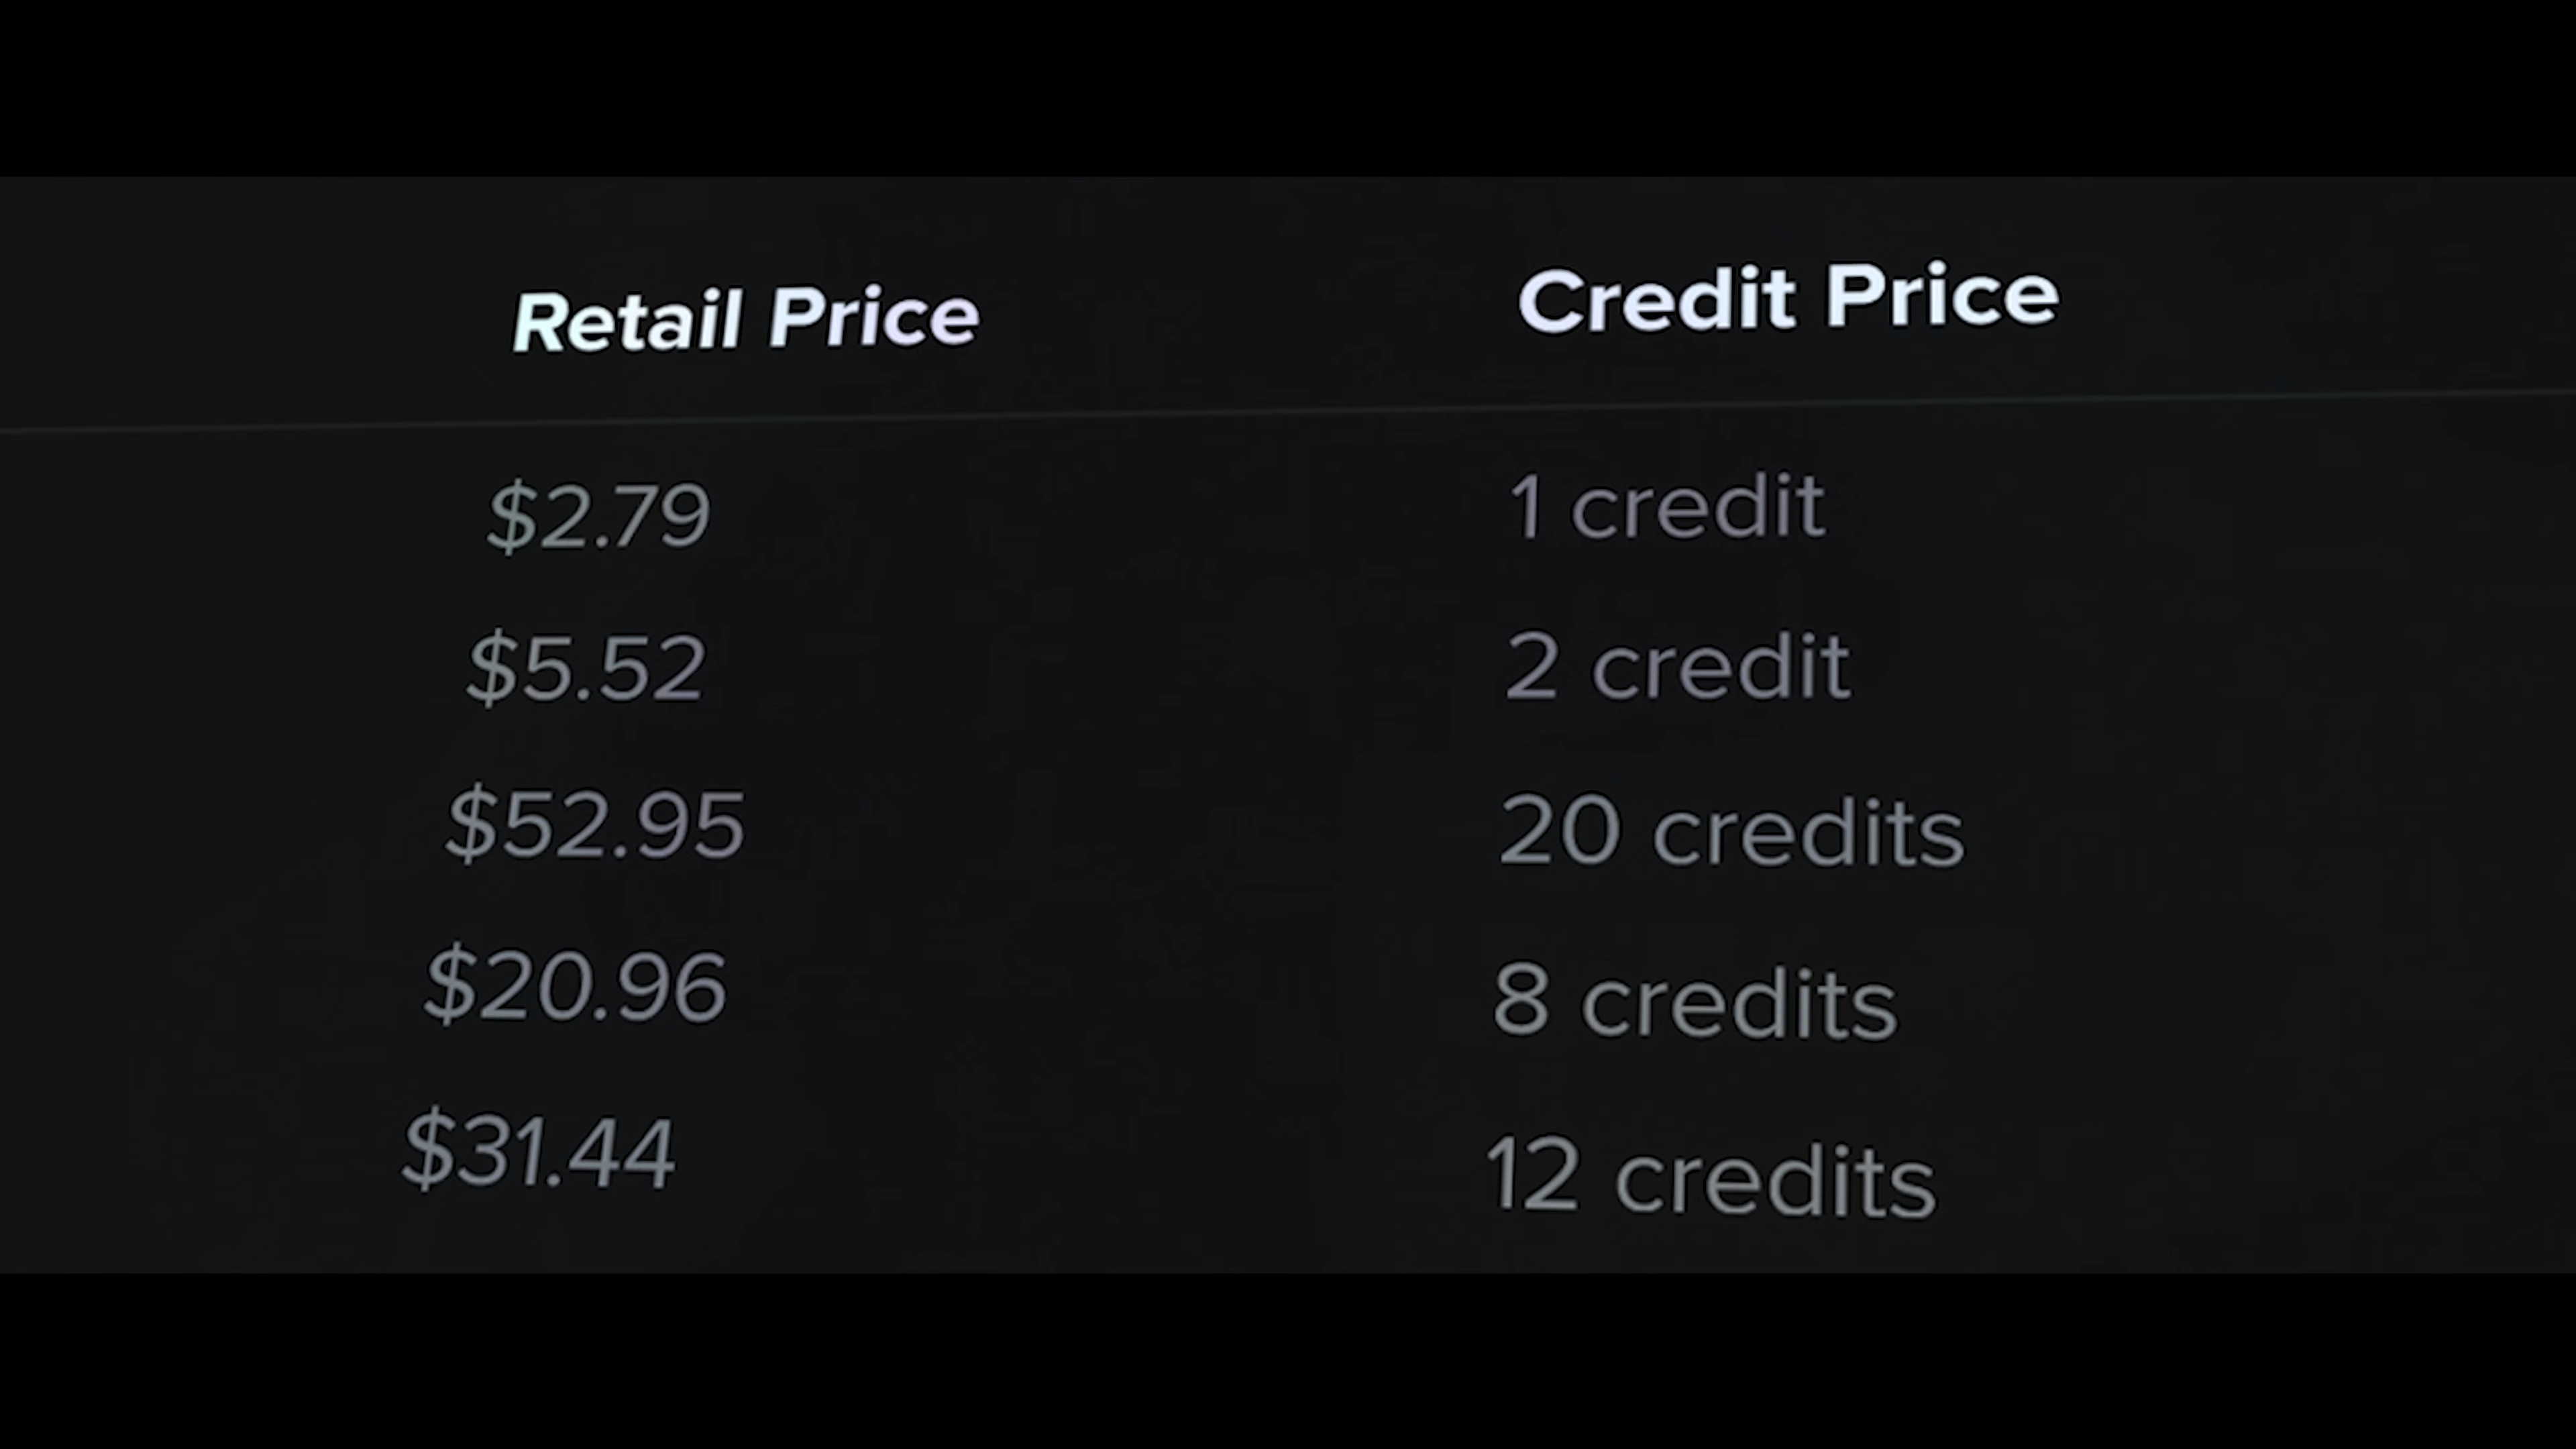 Retail Price Credit Price
$2.79 1 credit
$5.52 2 credit
$52.95 20 credits
$20.96 8 credits
$31.44 12 credits